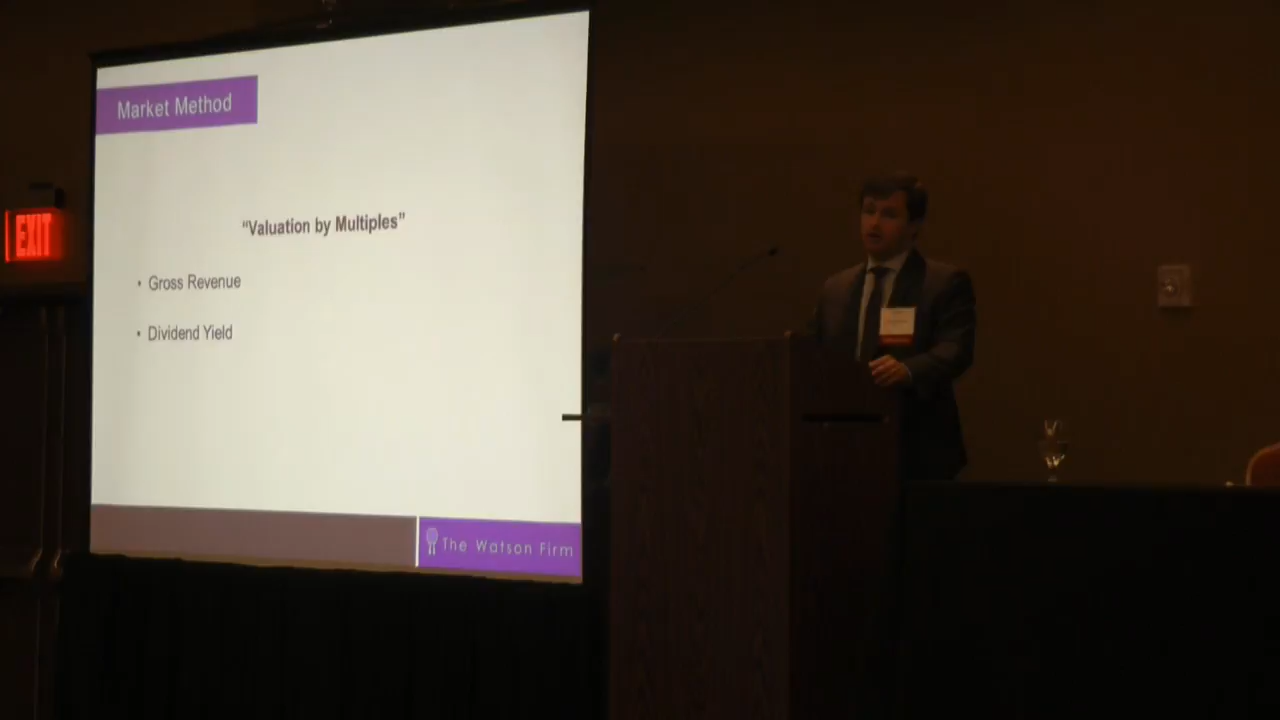 Market Method
“Valuation by Multiples”
• Gross Revenue
• Dividend Yield
The Watson Firm
EXIT